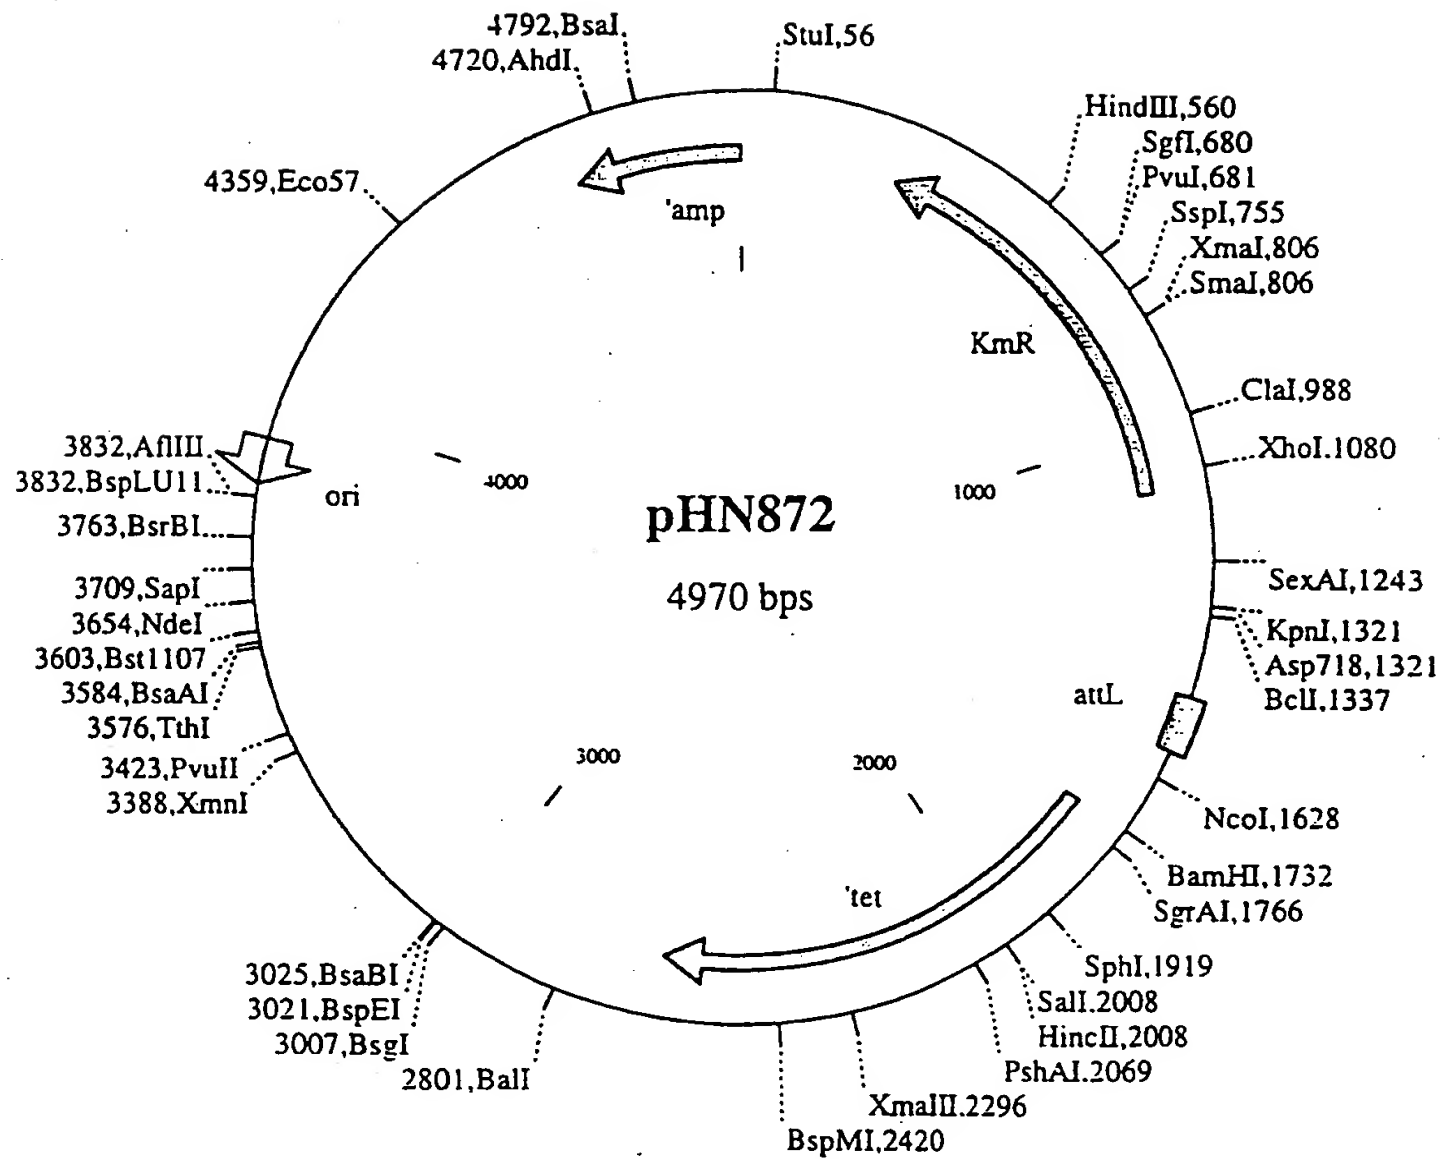 4792,BsaI
4720,AhdI
StuI,56
HindIII,560
SgfI,680
PvuI,681
SspI,755
XmaI,806
SmaI,806
4359,Eco57
'amp
KmR
ClaI,988
XhoI.1080
3832,AflIII
3832,BspLU11
3763,BsrBI
3709,SapI
3654,NdeI
3603,Bst1107
3584,BsaAI
3576,TthI
3423,PvuII
3388,XmnI
ori
4000
1000
pHN872
4970 bps
SexAI,1243
KpnI,1321
Asp718,1321
BclI,1337
attL
3000
2000
NcoI,1628
BamHI,1732
SgrAI,1766
'tet
SphI,1919
SalI.2008
HincII,2008
PshAI.2069
XmaIII.2296
BspMI,2420
3025,BsaBI
3021,BspEI
3007,BsgI
2801,BalI